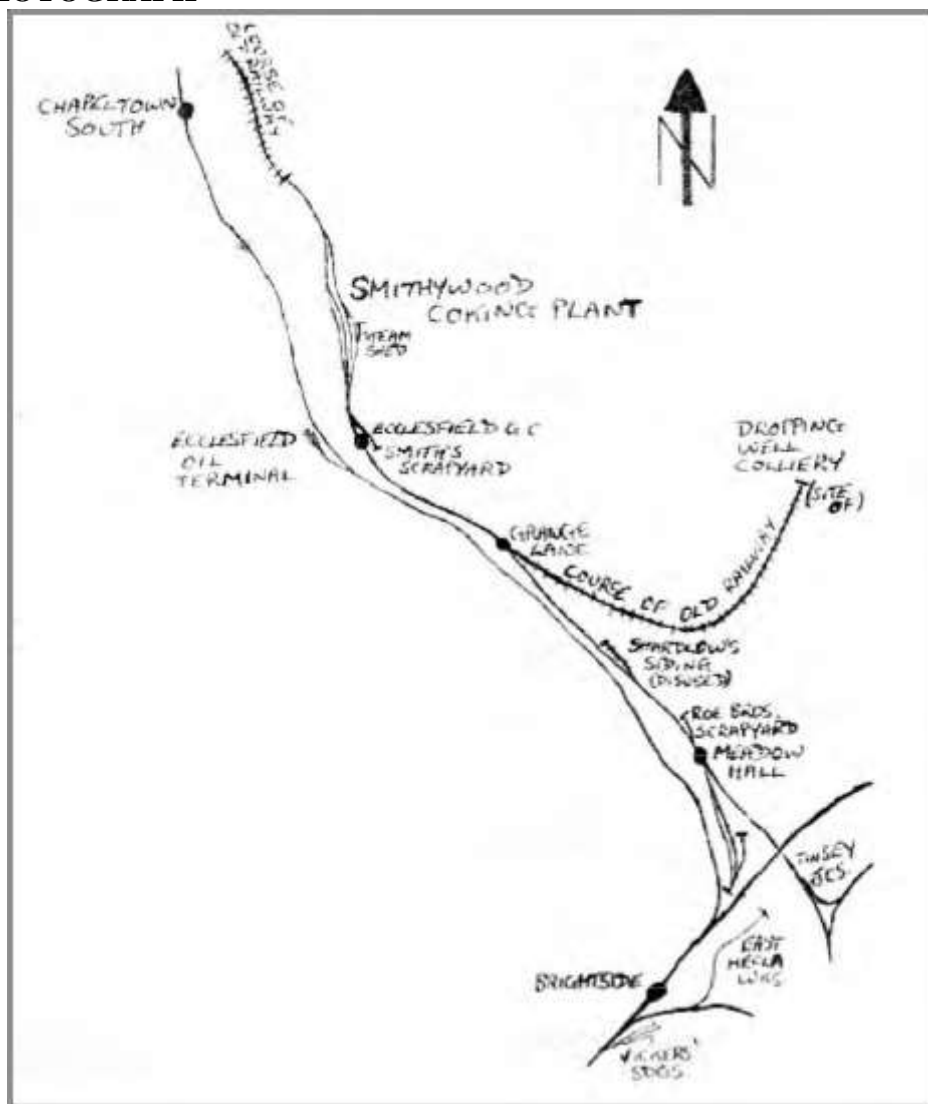 COURSE OF
RAILWAY
CHAPELTOWN
SOUTH
N
SMITHYWOOD
COKING PLANT
STEAM
SHED
ECCLESFIELD G.C
SMITH'S
SCRAPYARD
ECCLESFIELD
OIL
TERMINAL
DROPPING
WELL
COLLIERY
(SITE
OF)
GRANGE
LANE
COURSE OF OLD RAILWAY
SHARDLOW'S
SIDING
(DISUSED)
ROE BROS.
SCRAPYARD
MEADOW
HALL
TINSLEY
JCS.
EAST
HECLA
WKS.
BRIGHTSIDE
VICKERS'
SDGS.